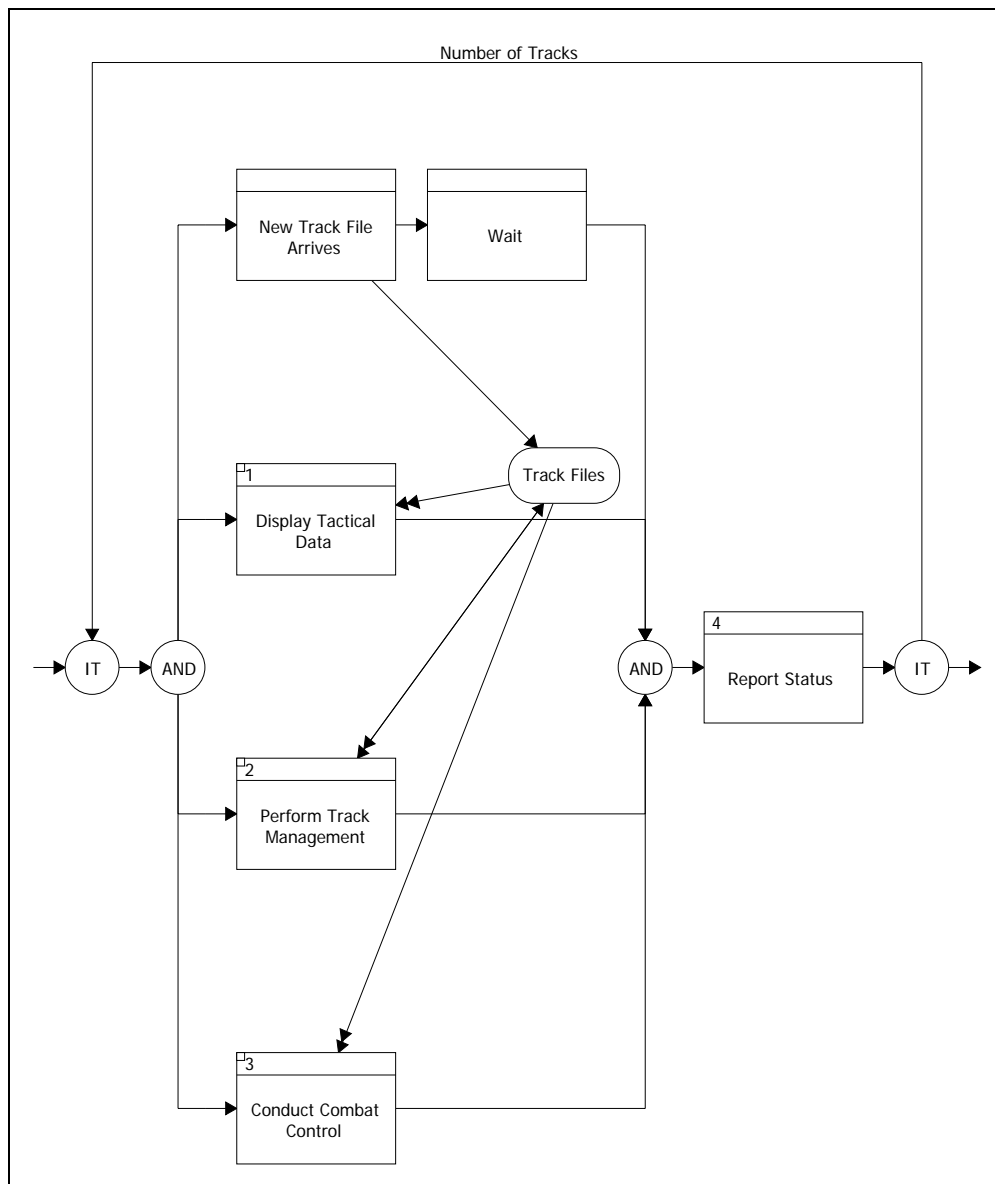 Number of Tracks
New Track File
Arrives
Wait
Track Files
1
Display Tactical
Data
IT
AND
AND
4
Report Status
IT
2
Perform Track
Management
3
Conduct Combat
Control